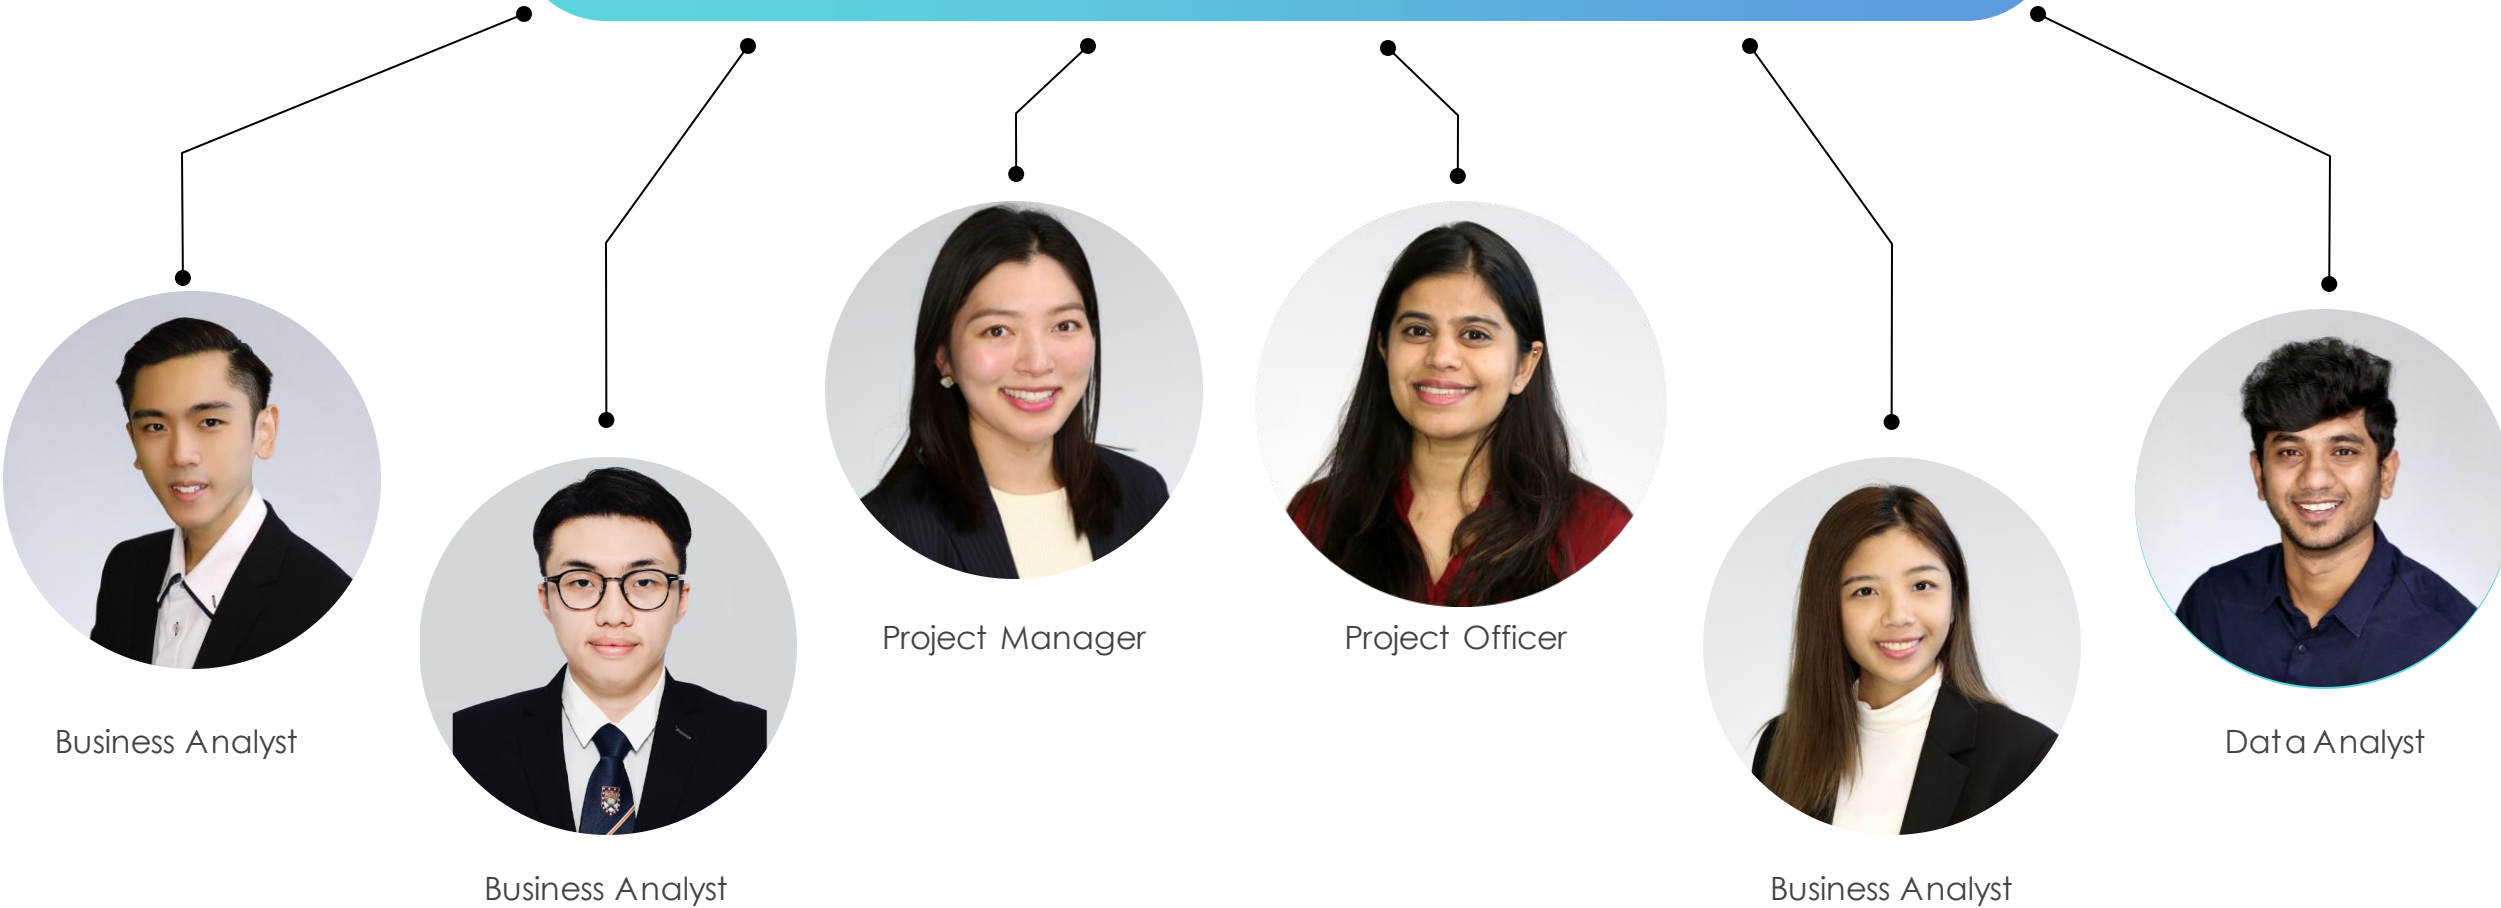 Project Manager
Project Officer
Business Analyst
Data Analyst
Business Analyst
Business Analyst